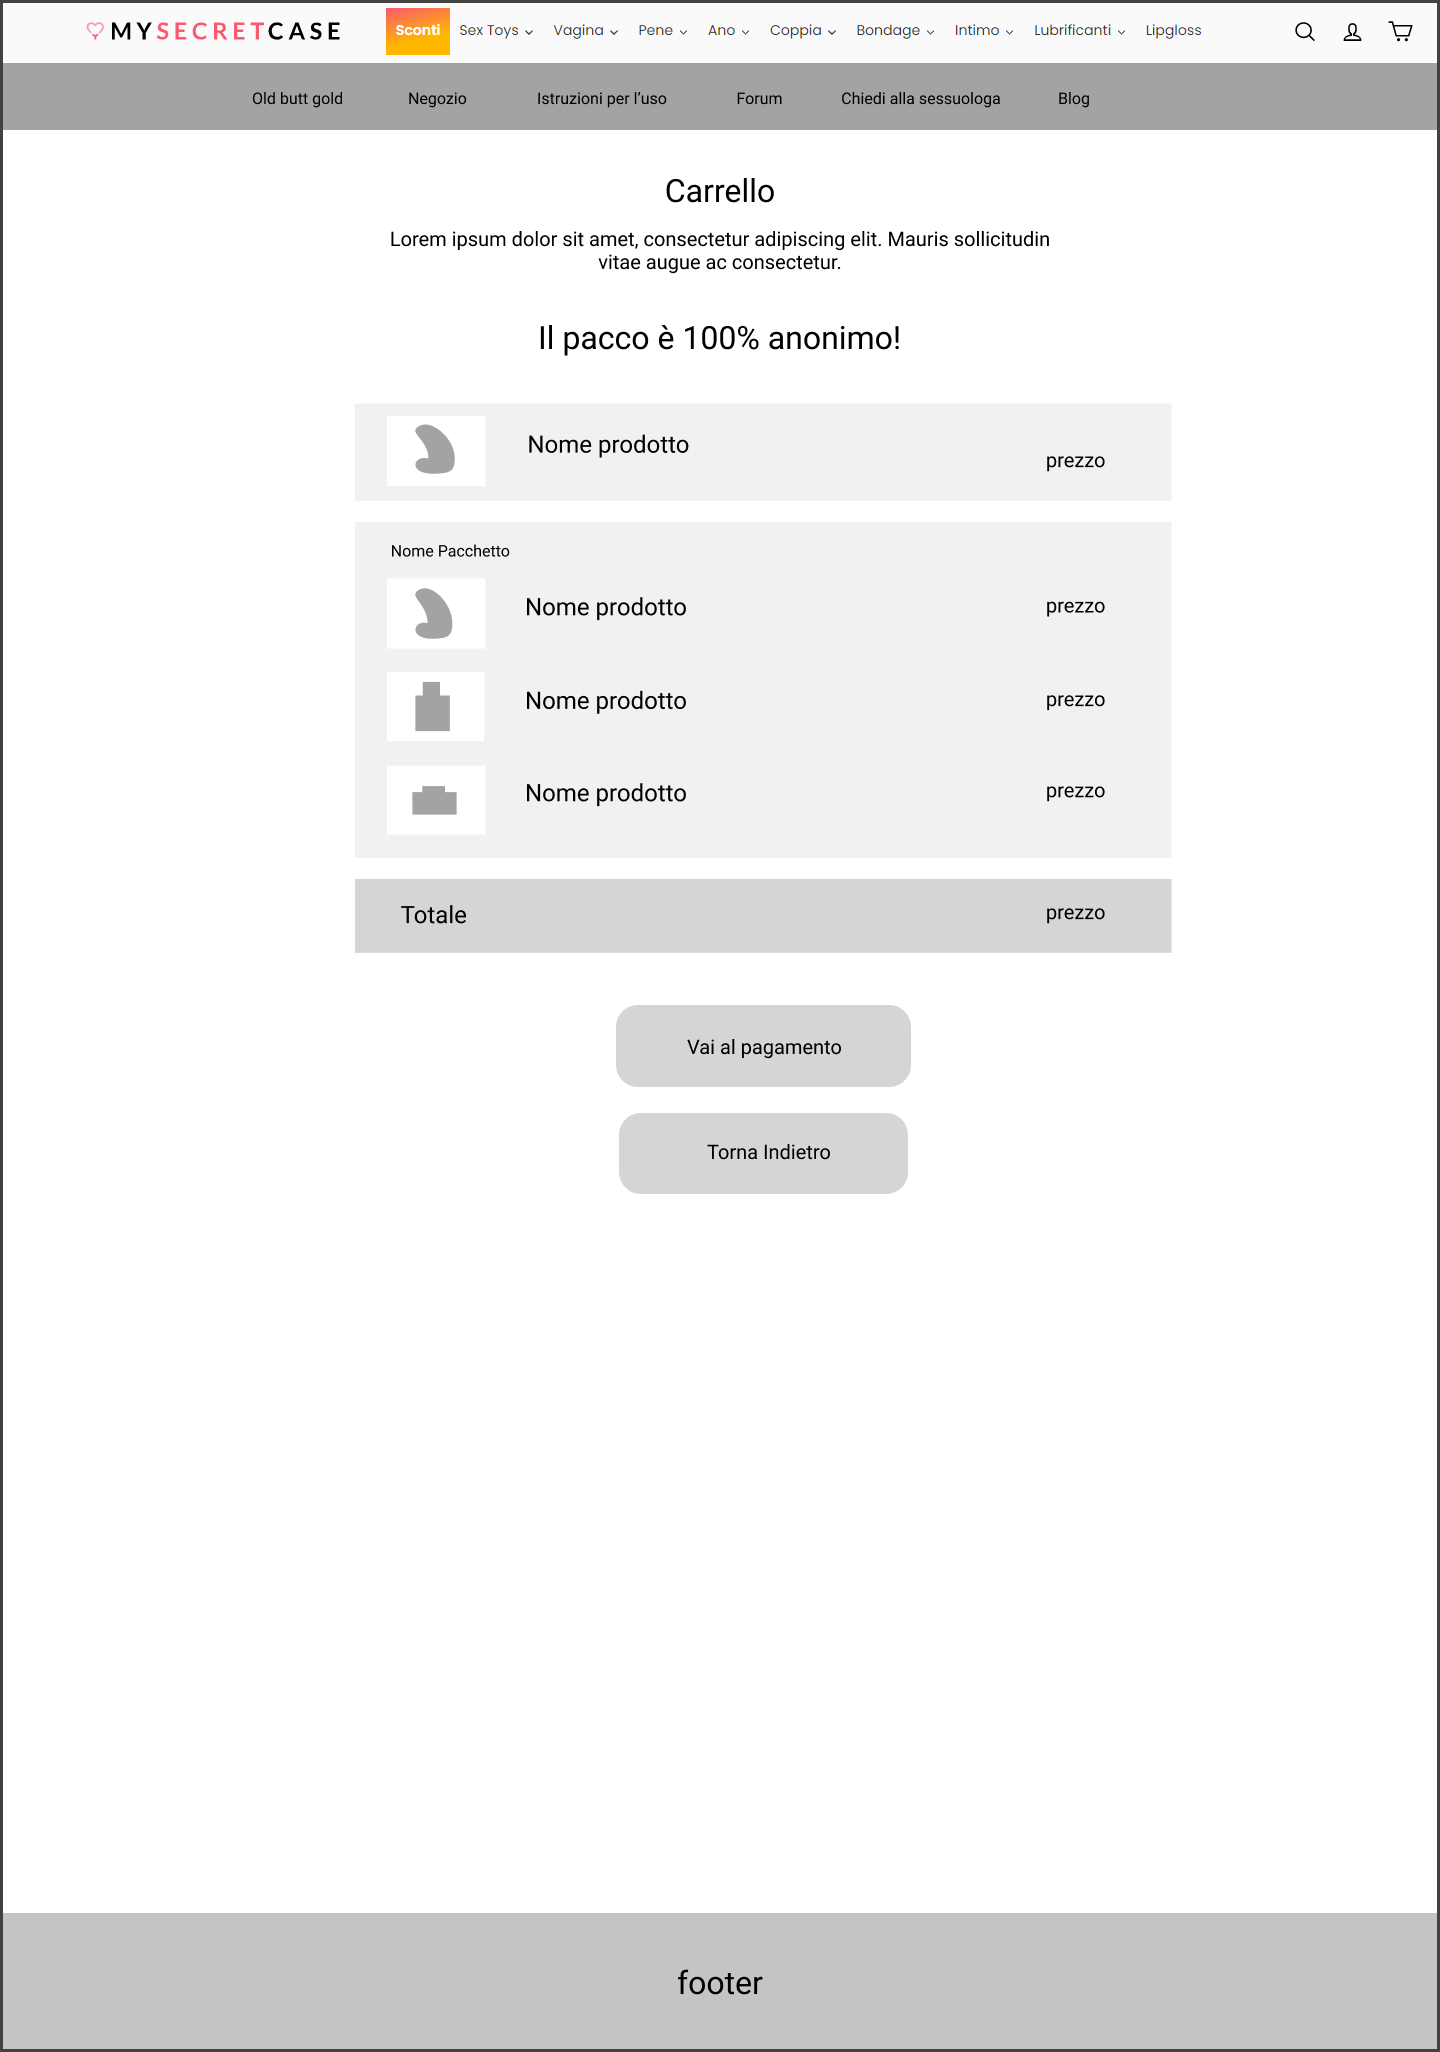 MYSECRETCASE Sconti Sex Toys Vagina Pene Ano Coppia Bondage Intimo Lubrificanti Lipgloss
Old butt gold Negozio Istruzioni per l'uso Forum Chiedi alla sessuologa Blog
Carrello
Lorem ipsum dolor sit amet, consectetur adipiscing elit. Mauris sollicitudin
vitae augue ac consectetur.
Il pacco è 100% anonimo!
Nome prodotto prezzo
Nome Pacchetto
Nome prodotto prezzo
Nome prodotto prezzo
Nome prodotto prezzo
Totale prezzo
Vai al pagamento
Torna Indietro
footer